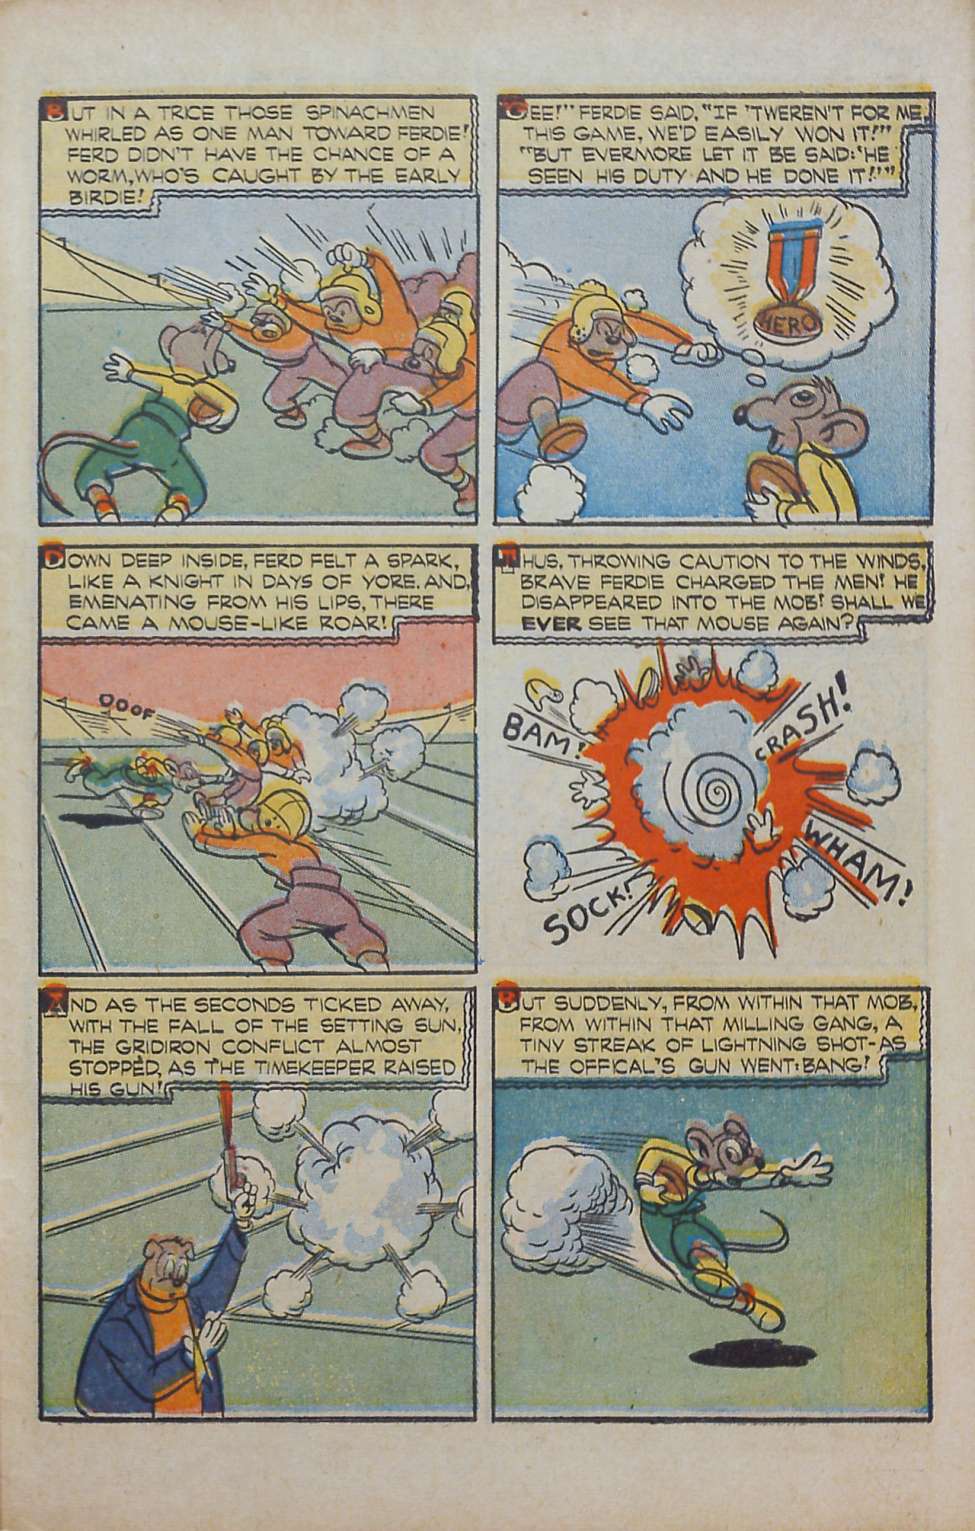 BUT IN A TRICE THOSE SPINACHMEN
WHIRLED AS ONE MAN TOWARD FERDIE!
FERD DIDN'T HAVE THE CHANCE OF A
WORM, WHO'S CAUGHT BY THE EARLY
BIRDIE!
"GEE!" FERDIE SAID, "IF 'TWEREN'T FOR ME,
THIS GAME, WE'D EASILY WON IT!"
"BUT EVERMORE LET IT BE SAID: 'HE
SEEN HIS DUTY AND HE DONE IT!'"
HERO
DOWN DEEP INSIDE, FERD FELT A SPARK,
LIKE A KNIGHT IN DAYS OF YORE. AND,
EMENATING FROM HIS LIPS, THERE
CAME A MOUSE-LIKE ROAR!
OOOF
THUS, THROWING CAUTION TO THE WINDS,
BRAVE FERDIE CHARGED THE MEN! HE
DISAPPEARED INTO THE MOB! SHALL WE
EVER SEE THAT MOUSE AGAIN?
BAM!
CRASH!
WHAM!
SOCK!
AND AS THE SECONDS TICKED AWAY,
WITH THE FALL OF THE SETTING SUN,
THE GRIDIRON CONFLICT ALMOST
STOPPED, AS THE TIMEKEEPER RAISED
HIS GUN!
BUT SUDDENLY, FROM WITHIN THAT MOB,
FROM WITHIN THAT MILLING GANG, A
TINY STREAK OF LIGHTNING SHOT-AS
THE OFFICAL'S GUN WENT: BANG!